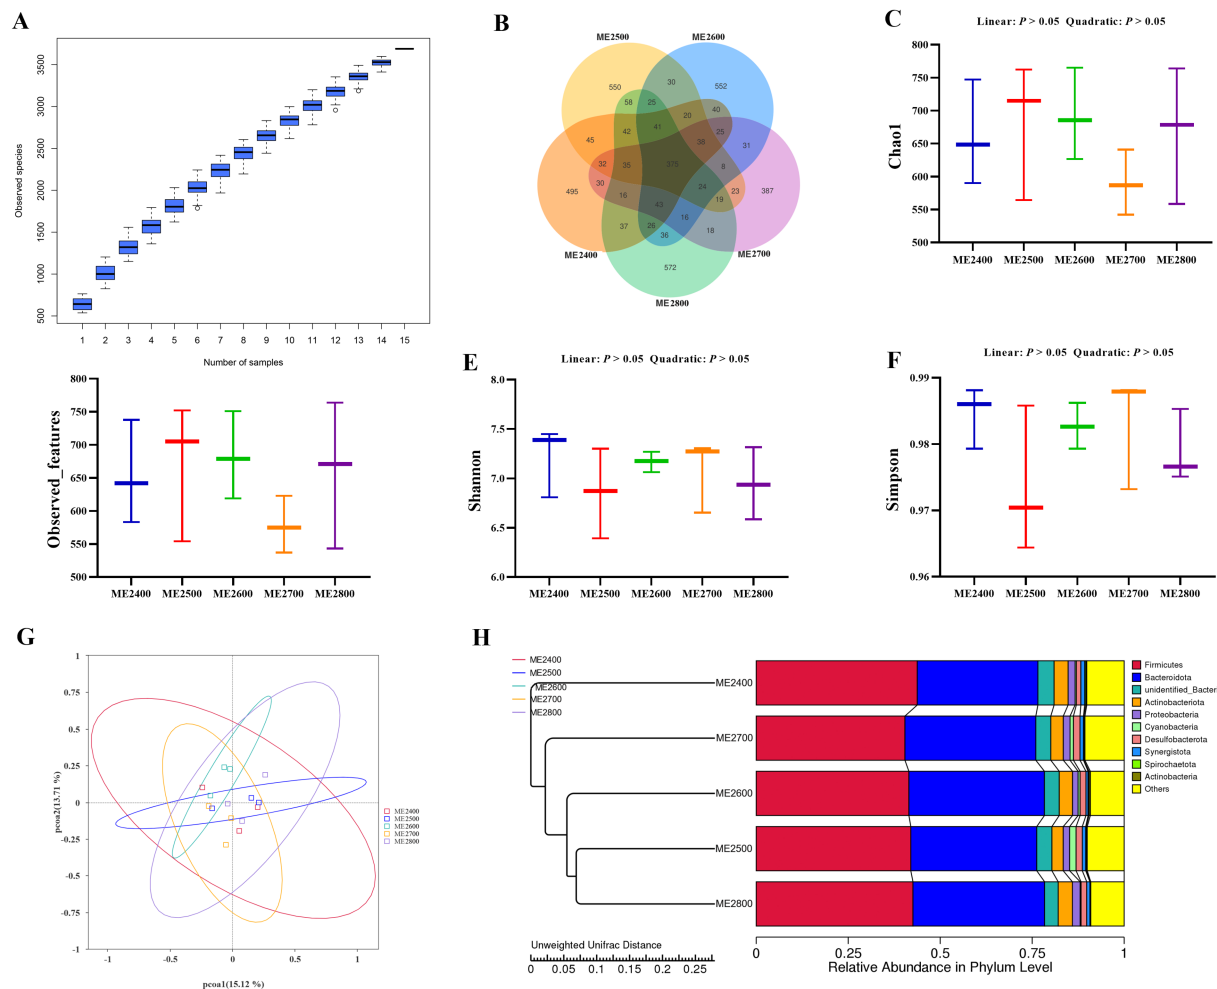 A
Observed species
3500
3000
2500
2000
1500
1000
500
1 2 3 4 5 6 7 8 9 10 11 12 13 14 15
Number of samples
B
ME2500
ME2600
550
30
552
58
25
20
40
45
42
41
38
25
31
32
35
375
8
387
30
16
24
23
495
43
19
37
26
16
18
36
572
ME2400
ME2700
ME2800
C
Linear: P > 0.05 Quadratic: P > 0.05
Chao1
800
750
700
650
600
550
500
ME2400 ME2500 ME2600 ME2700 ME2800
Observed_features
800
750
700
650
600
550
500
ME2400 ME2500 ME2600 ME2700 ME2800
E
Linear: P > 0.05 Quadratic: P > 0.05
Shannon
8.0
7.5
7.0
6.5
6.0
ME2400 ME2500 ME2600 ME2700 ME2800
F
Linear: P > 0.05 Quadratic: P > 0.05
Simpson
0.99
0.98
0.97
0.96
ME2400 ME2500 ME2600 ME2700 ME2800
G
pcoa2(13.71 %)
1
0.75
0.5
0.25
0
-0.25
-0.5
-0.75
-1
-1 -0.5 0 0.5 1
pcoa1(15.12 %)
ME2400
ME2500
ME2600
ME2700
ME2800
H
ME2400
ME2500
ME2600
ME2700
ME2800
ME2400
ME2700
ME2600
ME2500
ME2800
Unweighted Unifrac Distance
0 0.05 0.1 0.15 0.2 0.25
0 0.25 0.5 0.75 1
Relative Abundance in Phylum Level
Firmicutes
Bacteroidota
unidentified_Bacter
Actinobacteriota
Proteobacteria
Cyanobacteria
Desulfobacterota
Synergistota
Spirochaetota
Actinobacteria
Others